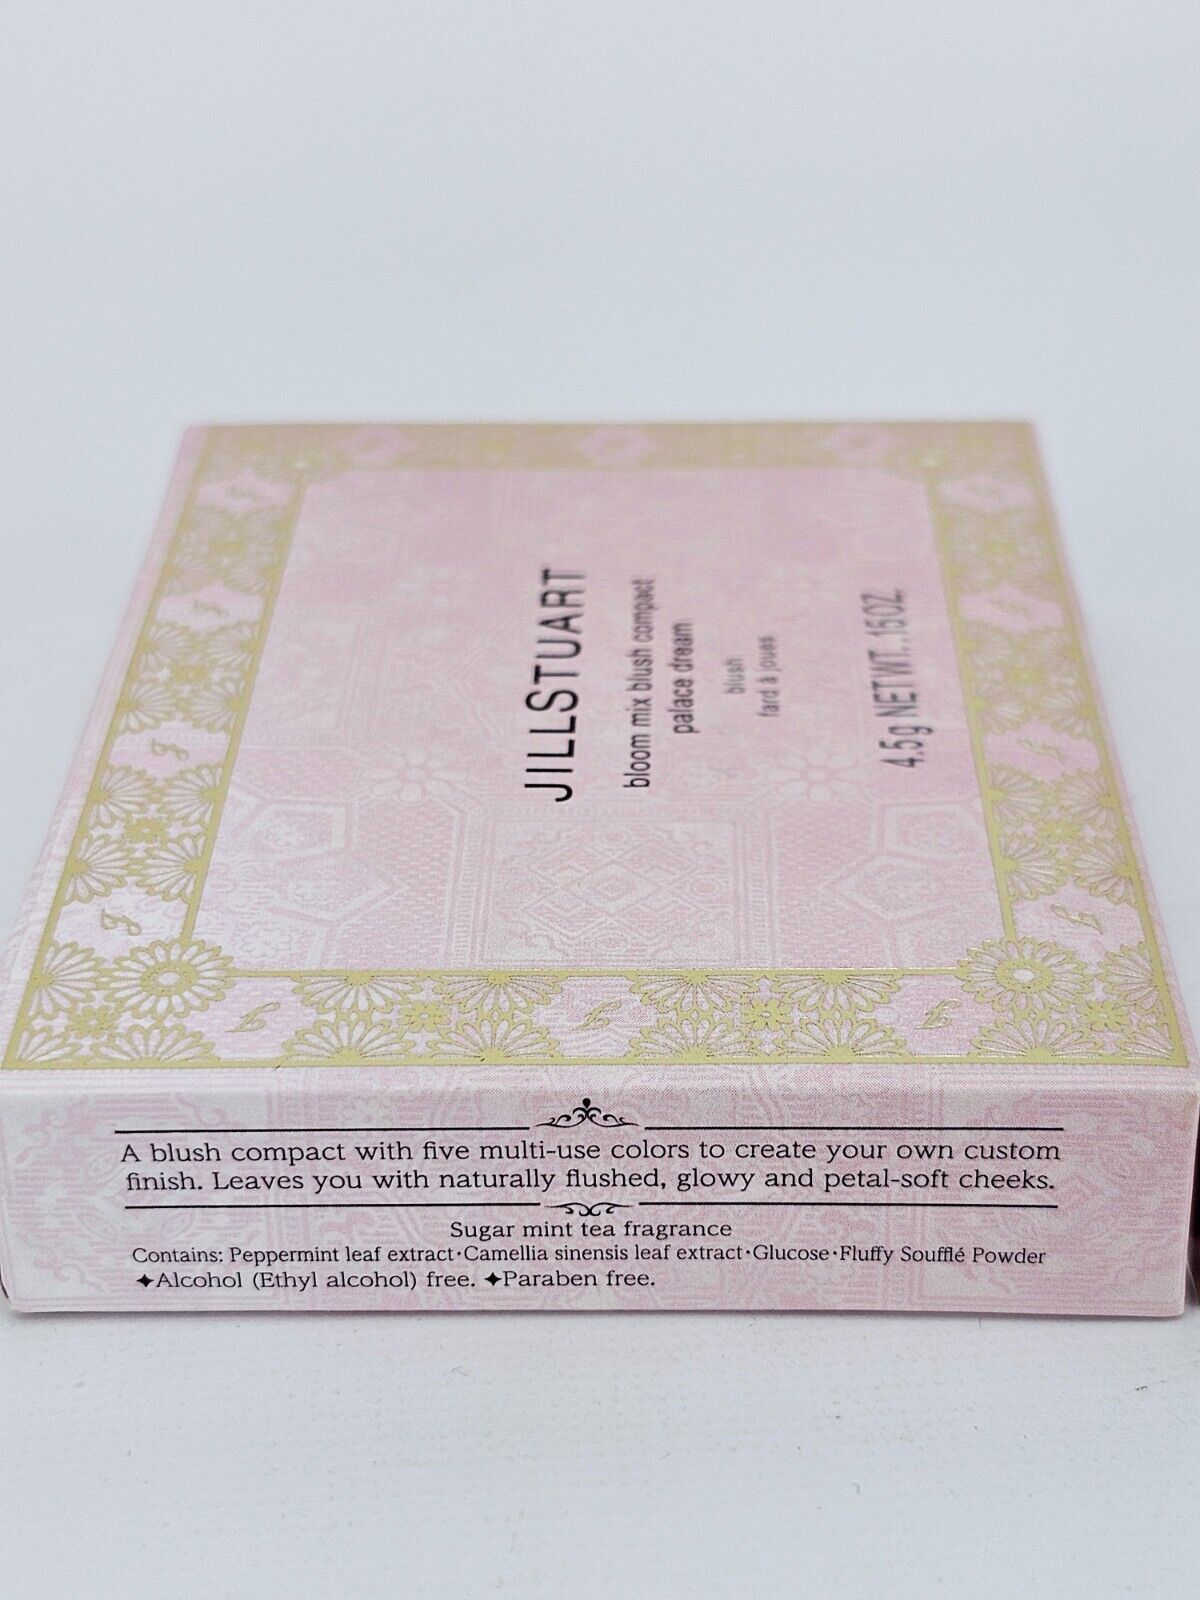 JILLSTUART
bloom mix blush compact
palace dream
blush
fard à joues
4.5g NETWT..15OZ.
A blush compact with five multi-use colors to create your own custom
finish. Leaves you with naturally flushed, glowy and petal-soft cheeks.
Sugar mint tea fragrance
Contains: Peppermint leaf extract・Camellia sinensis leaf extract・Glucose・Fluffy Soufflé Powder
✦Alcohol (Ethyl alcohol) free. ✦Paraben free.